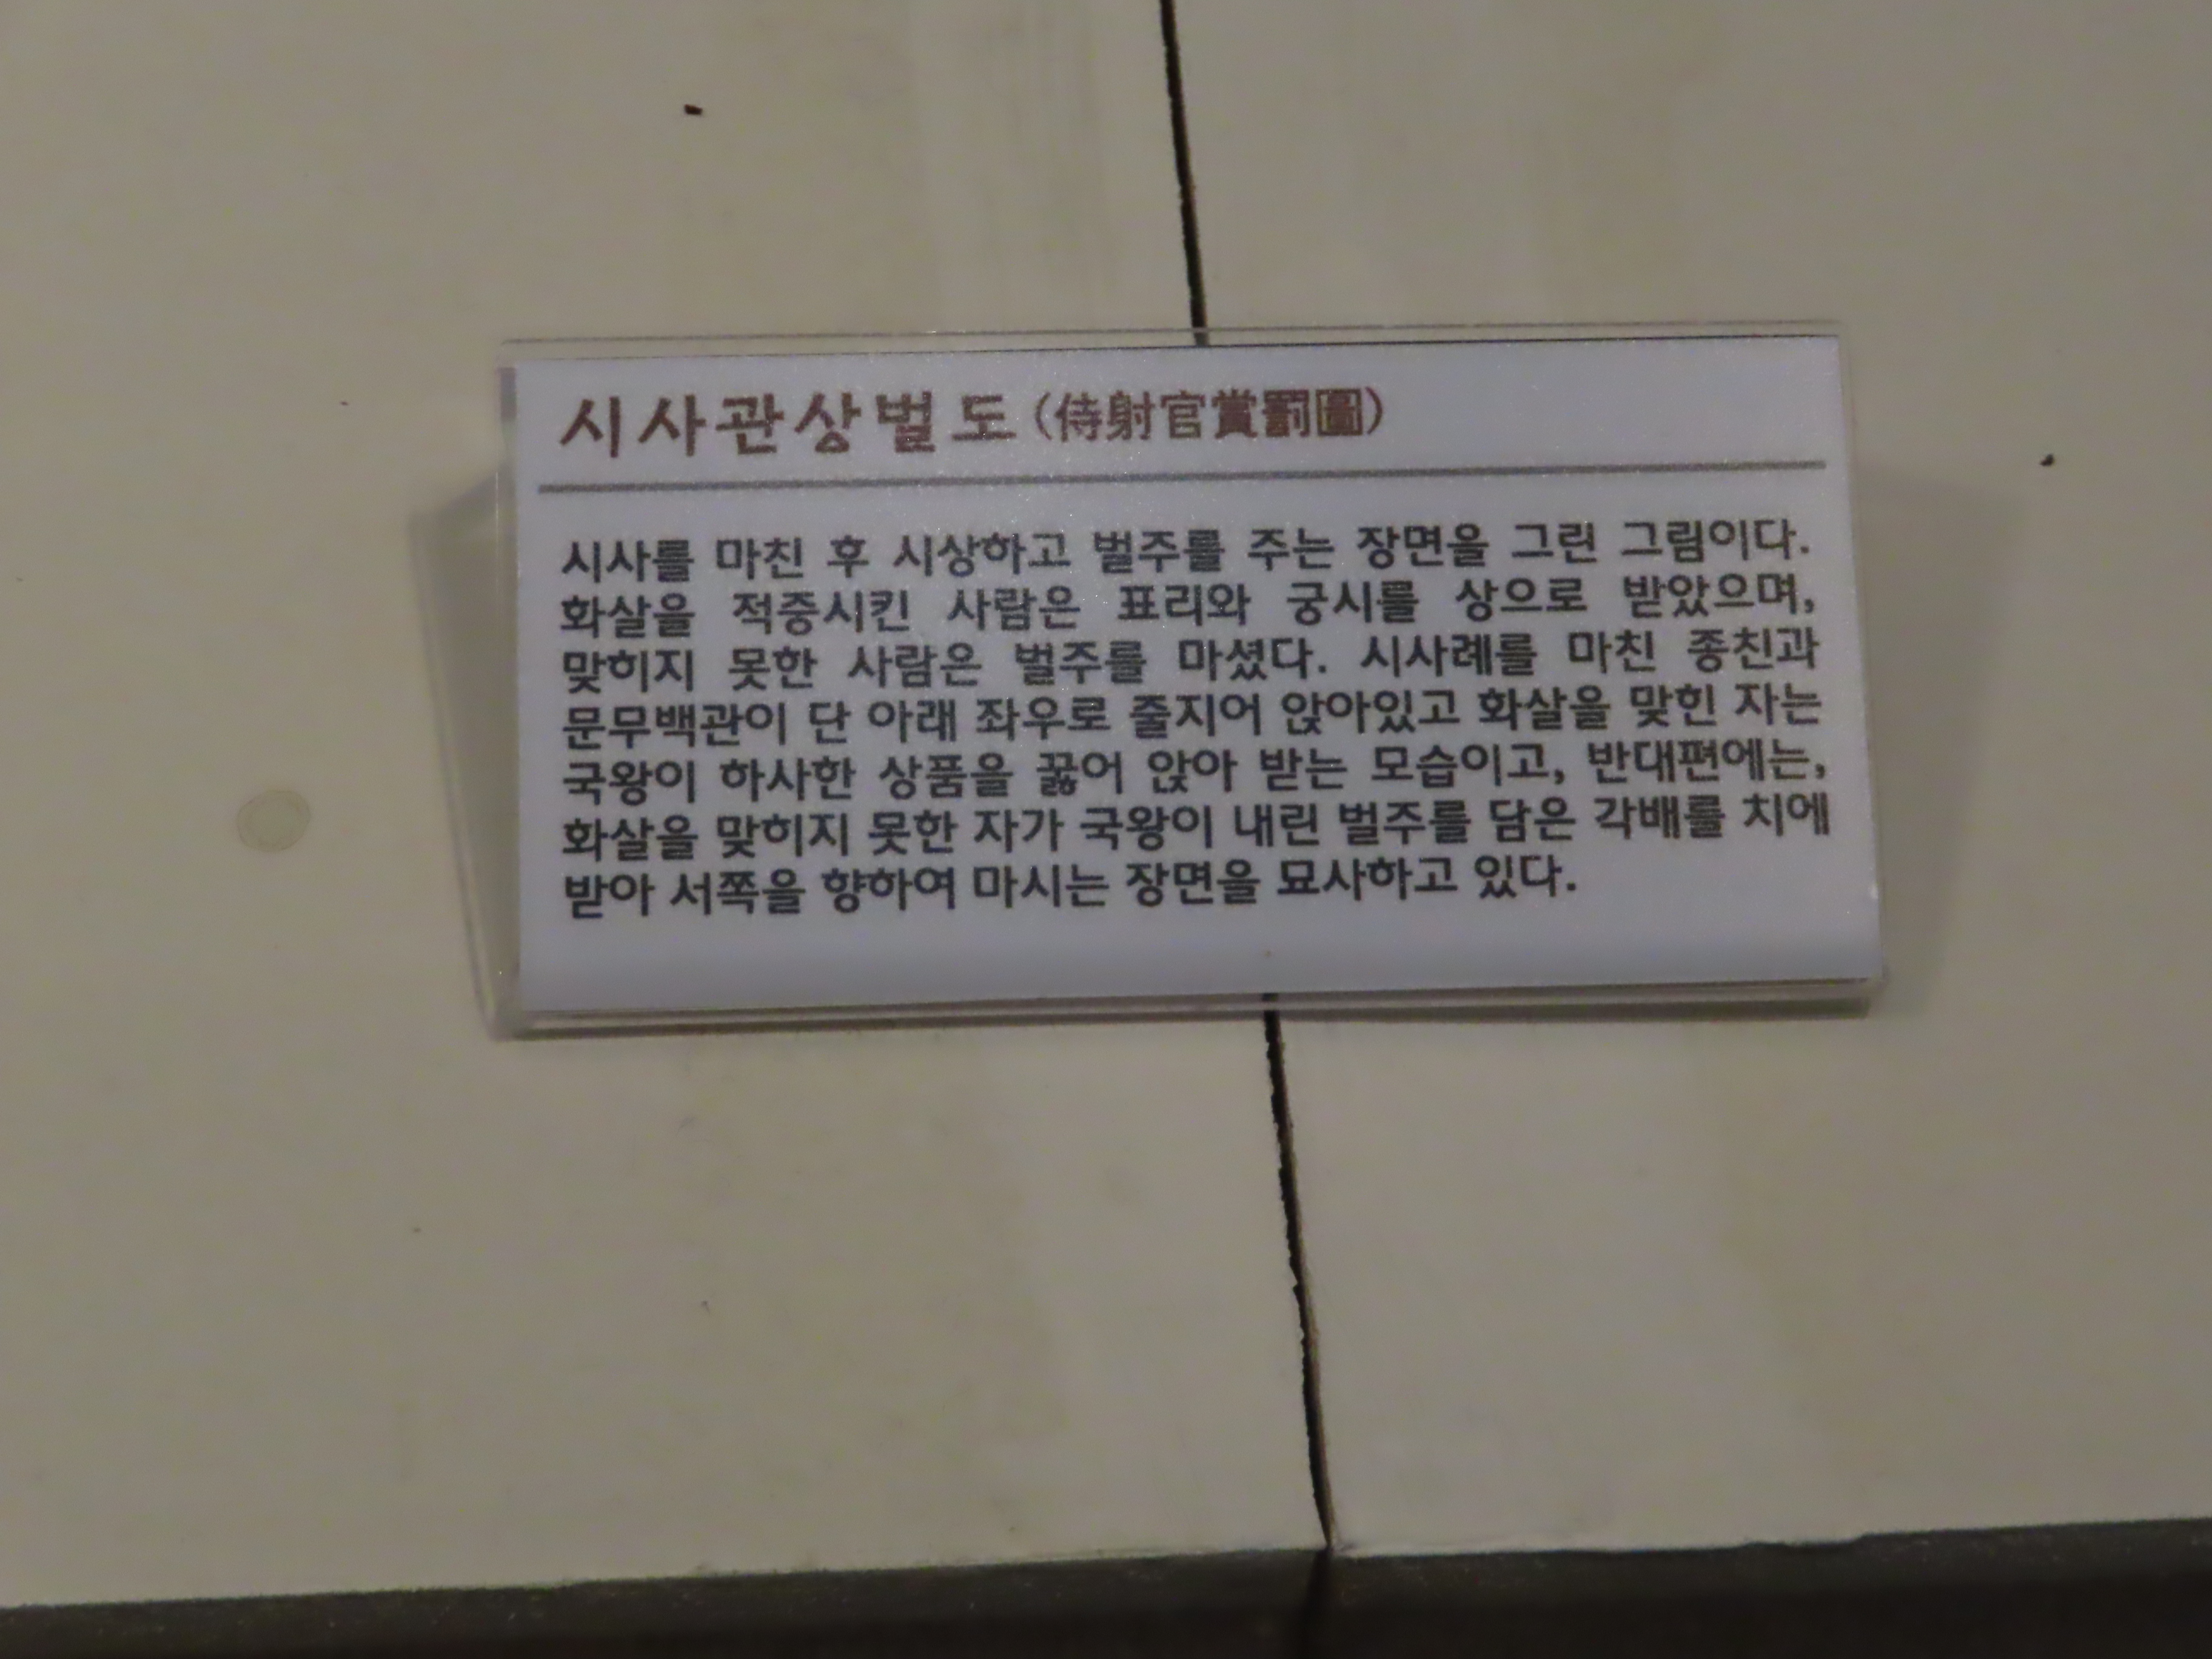 시사관상벌도(侍射官賞罰圖)
시사를 마친 후 시상하고 벌주를 주는 장면을 그린 그림이다.
화살을 적중시킨 사람은 표리와 궁시를 상으로 받았으며,
맞히지 못한 사람은 벌주를 마셨다. 시사례를 마친 종친과
문무백관이 단 아래 좌우로 줄지어 앉아있고 화살을 맞힌 자는
국왕이 하사한 상품을 꿇어 앉아 받는 모습이고, 반대편에는,
화살을 맞히지 못한 자가 국왕이 내린 벌주를 담은 각배를 치에
받아 서쪽을 향하여 마시는 장면을 묘사하고 있다.